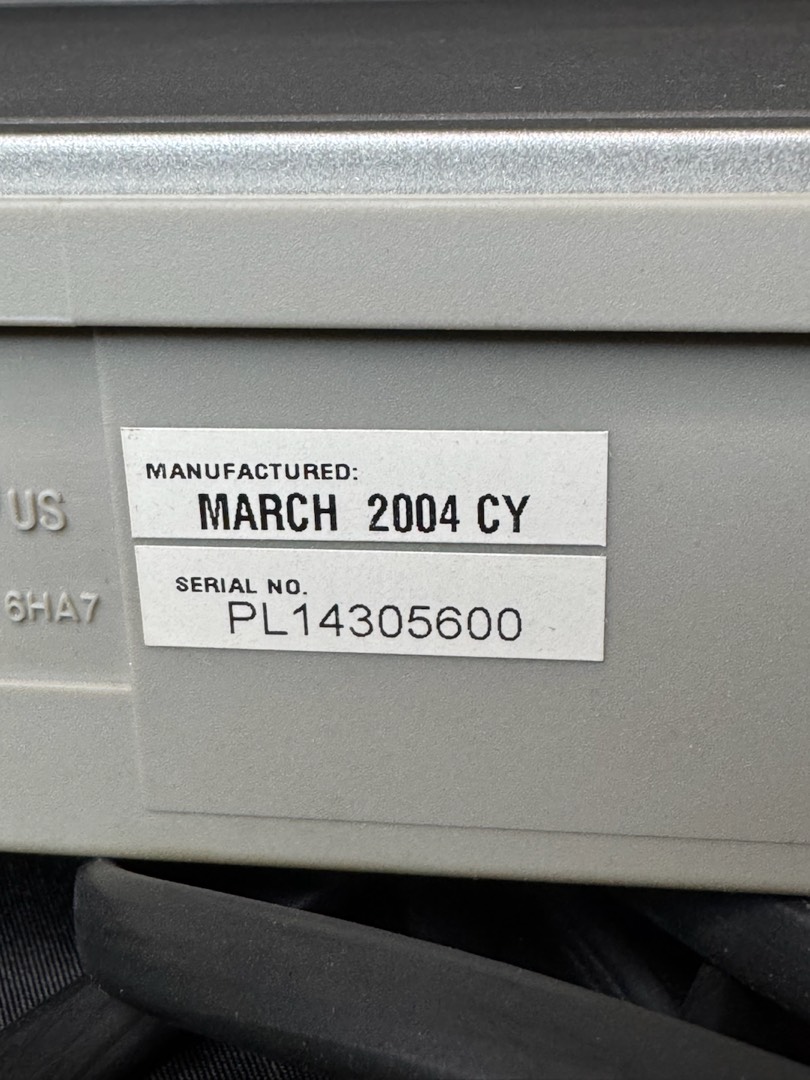 MANUFACTURED:
MARCH 2004 CY
US
SERIAL NO.
6HA7
PL14305600